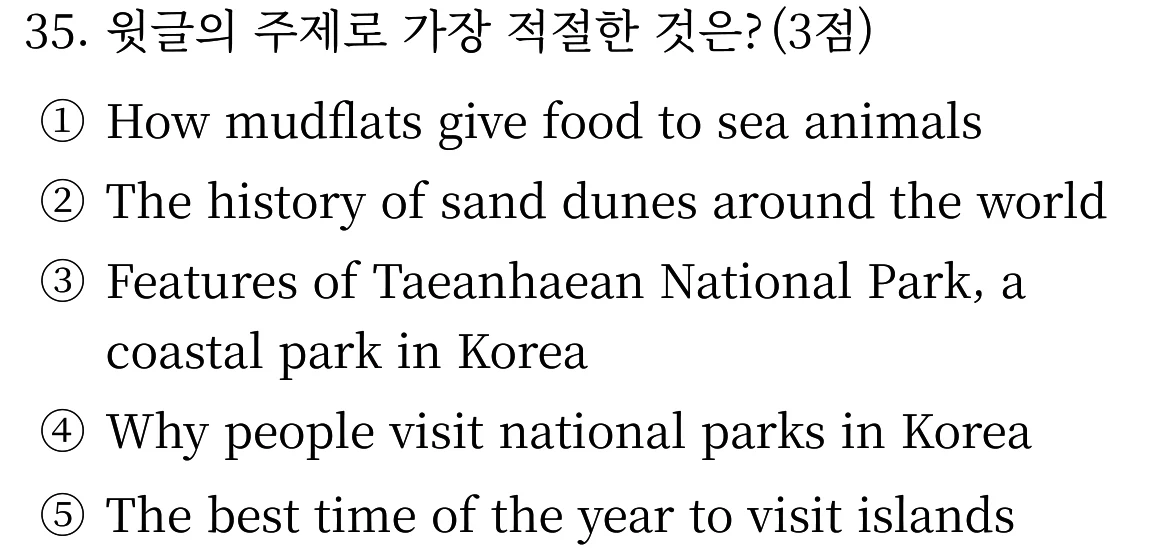 35. 윗글의 주제로 가장 적절한 것은?(3점)
① How mudflats give food to sea animals
② The history of sand dunes around the world
③ Features of Taeanhaean National Park, a
coastal park in Korea
④ Why people visit national parks in Korea
⑤ The best time of the year to visit islands